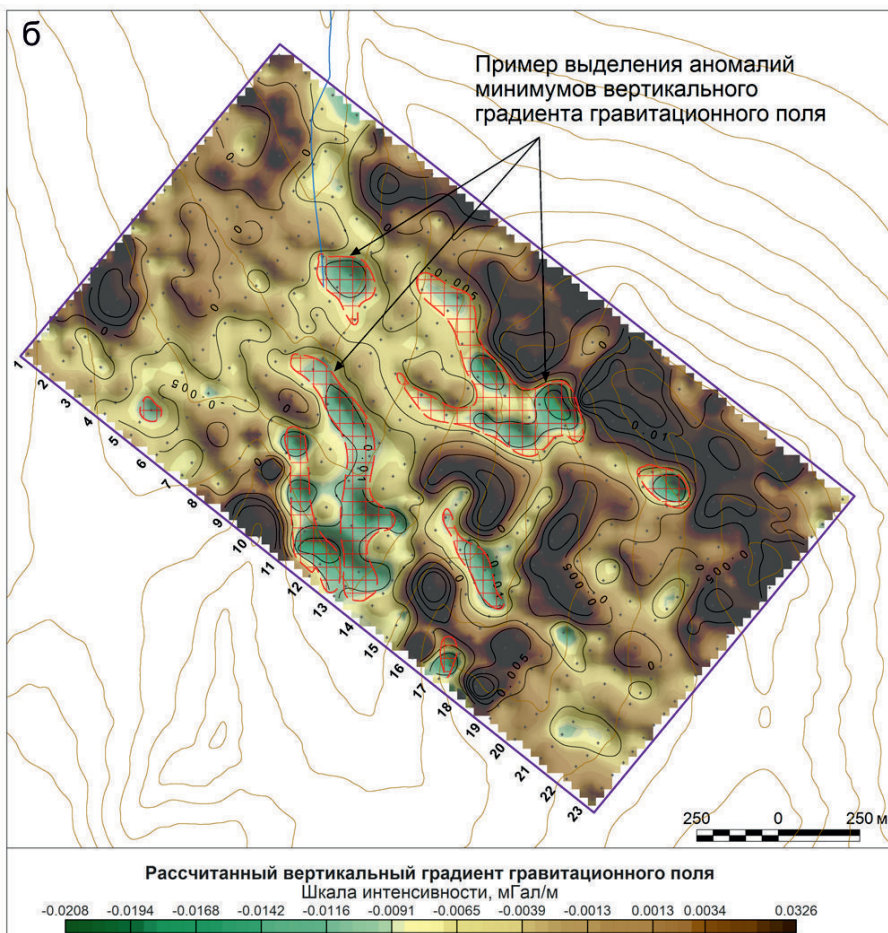 б
Пример выделения аномалий
минимумов вертикального
градиента гравитационного поля
1
2
3
4
5
6
7
8
9
10
11
12
13
14
15
16
17
18
19
20
21
22
23
250 0 250 м
Рассчитанный вертикальный градиент гравитационного поля
Шкала интенсивности, мГал/м
-0.0208 -0.0194 -0.0168 -0.0142 -0.0116 -0.0091 -0.0065 -0.0039 -0.0013 0.0013 0.0034 0.0326